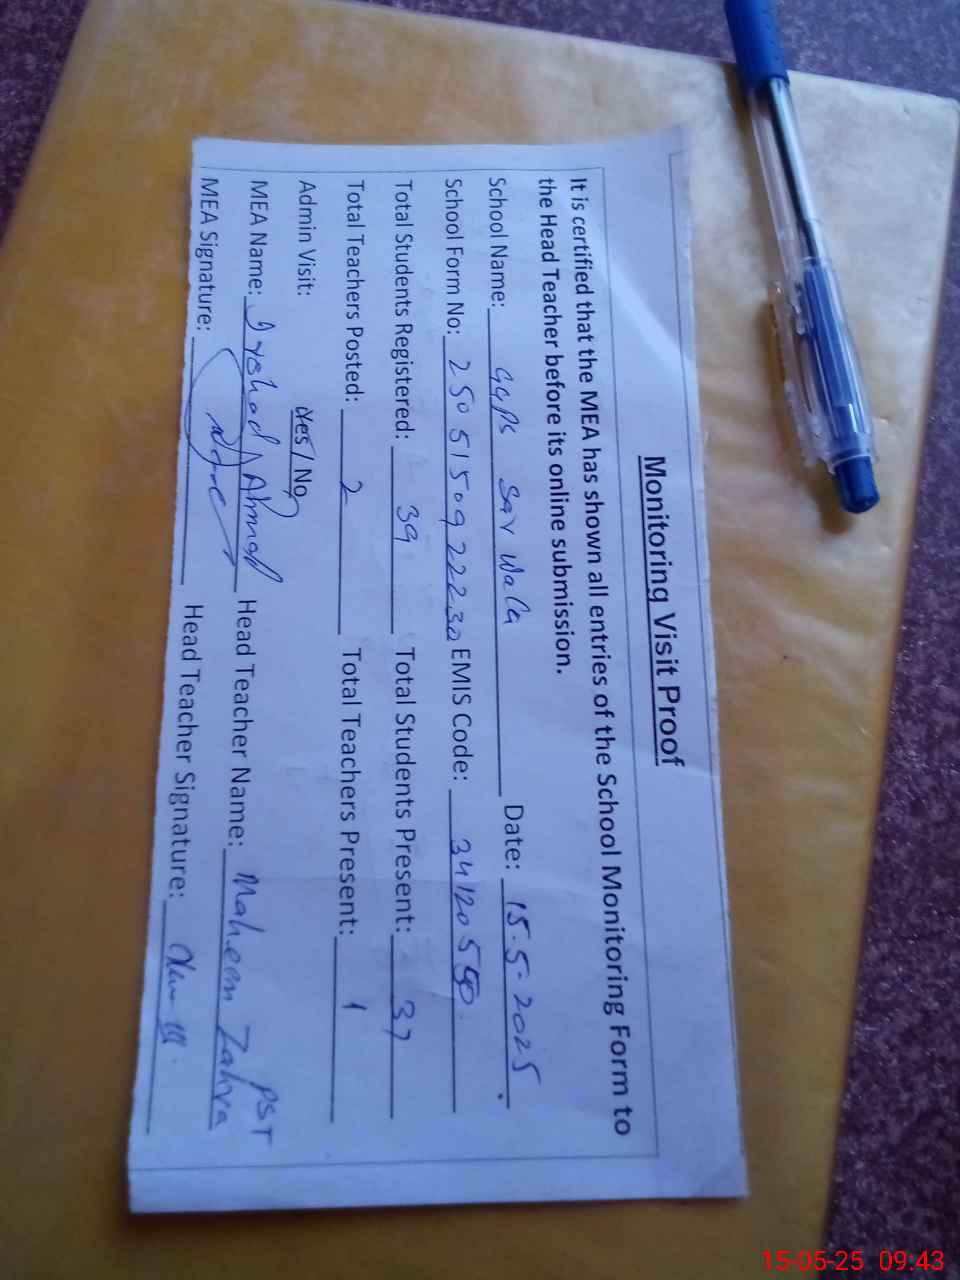 Monitoring Visit Proof
It is certified that the MEA has shown all entries of the School Monitoring Form to
the Head Teacher before its online submission.
School Name: GGPS Sar Wala Date: 15.5.2025.
School Form No: EMIS Code:
Total Students Registered: 39 Total Students Present: 37
Total Teachers Posted: 2 Total Teachers Present: 1
Admin Visit: Yes / No
PST
MEA Name: Irshad Ahmad Head Teacher Name: Maheen Zahra
MEA Signature: Head Teacher Signature:
15-05-25 09:43